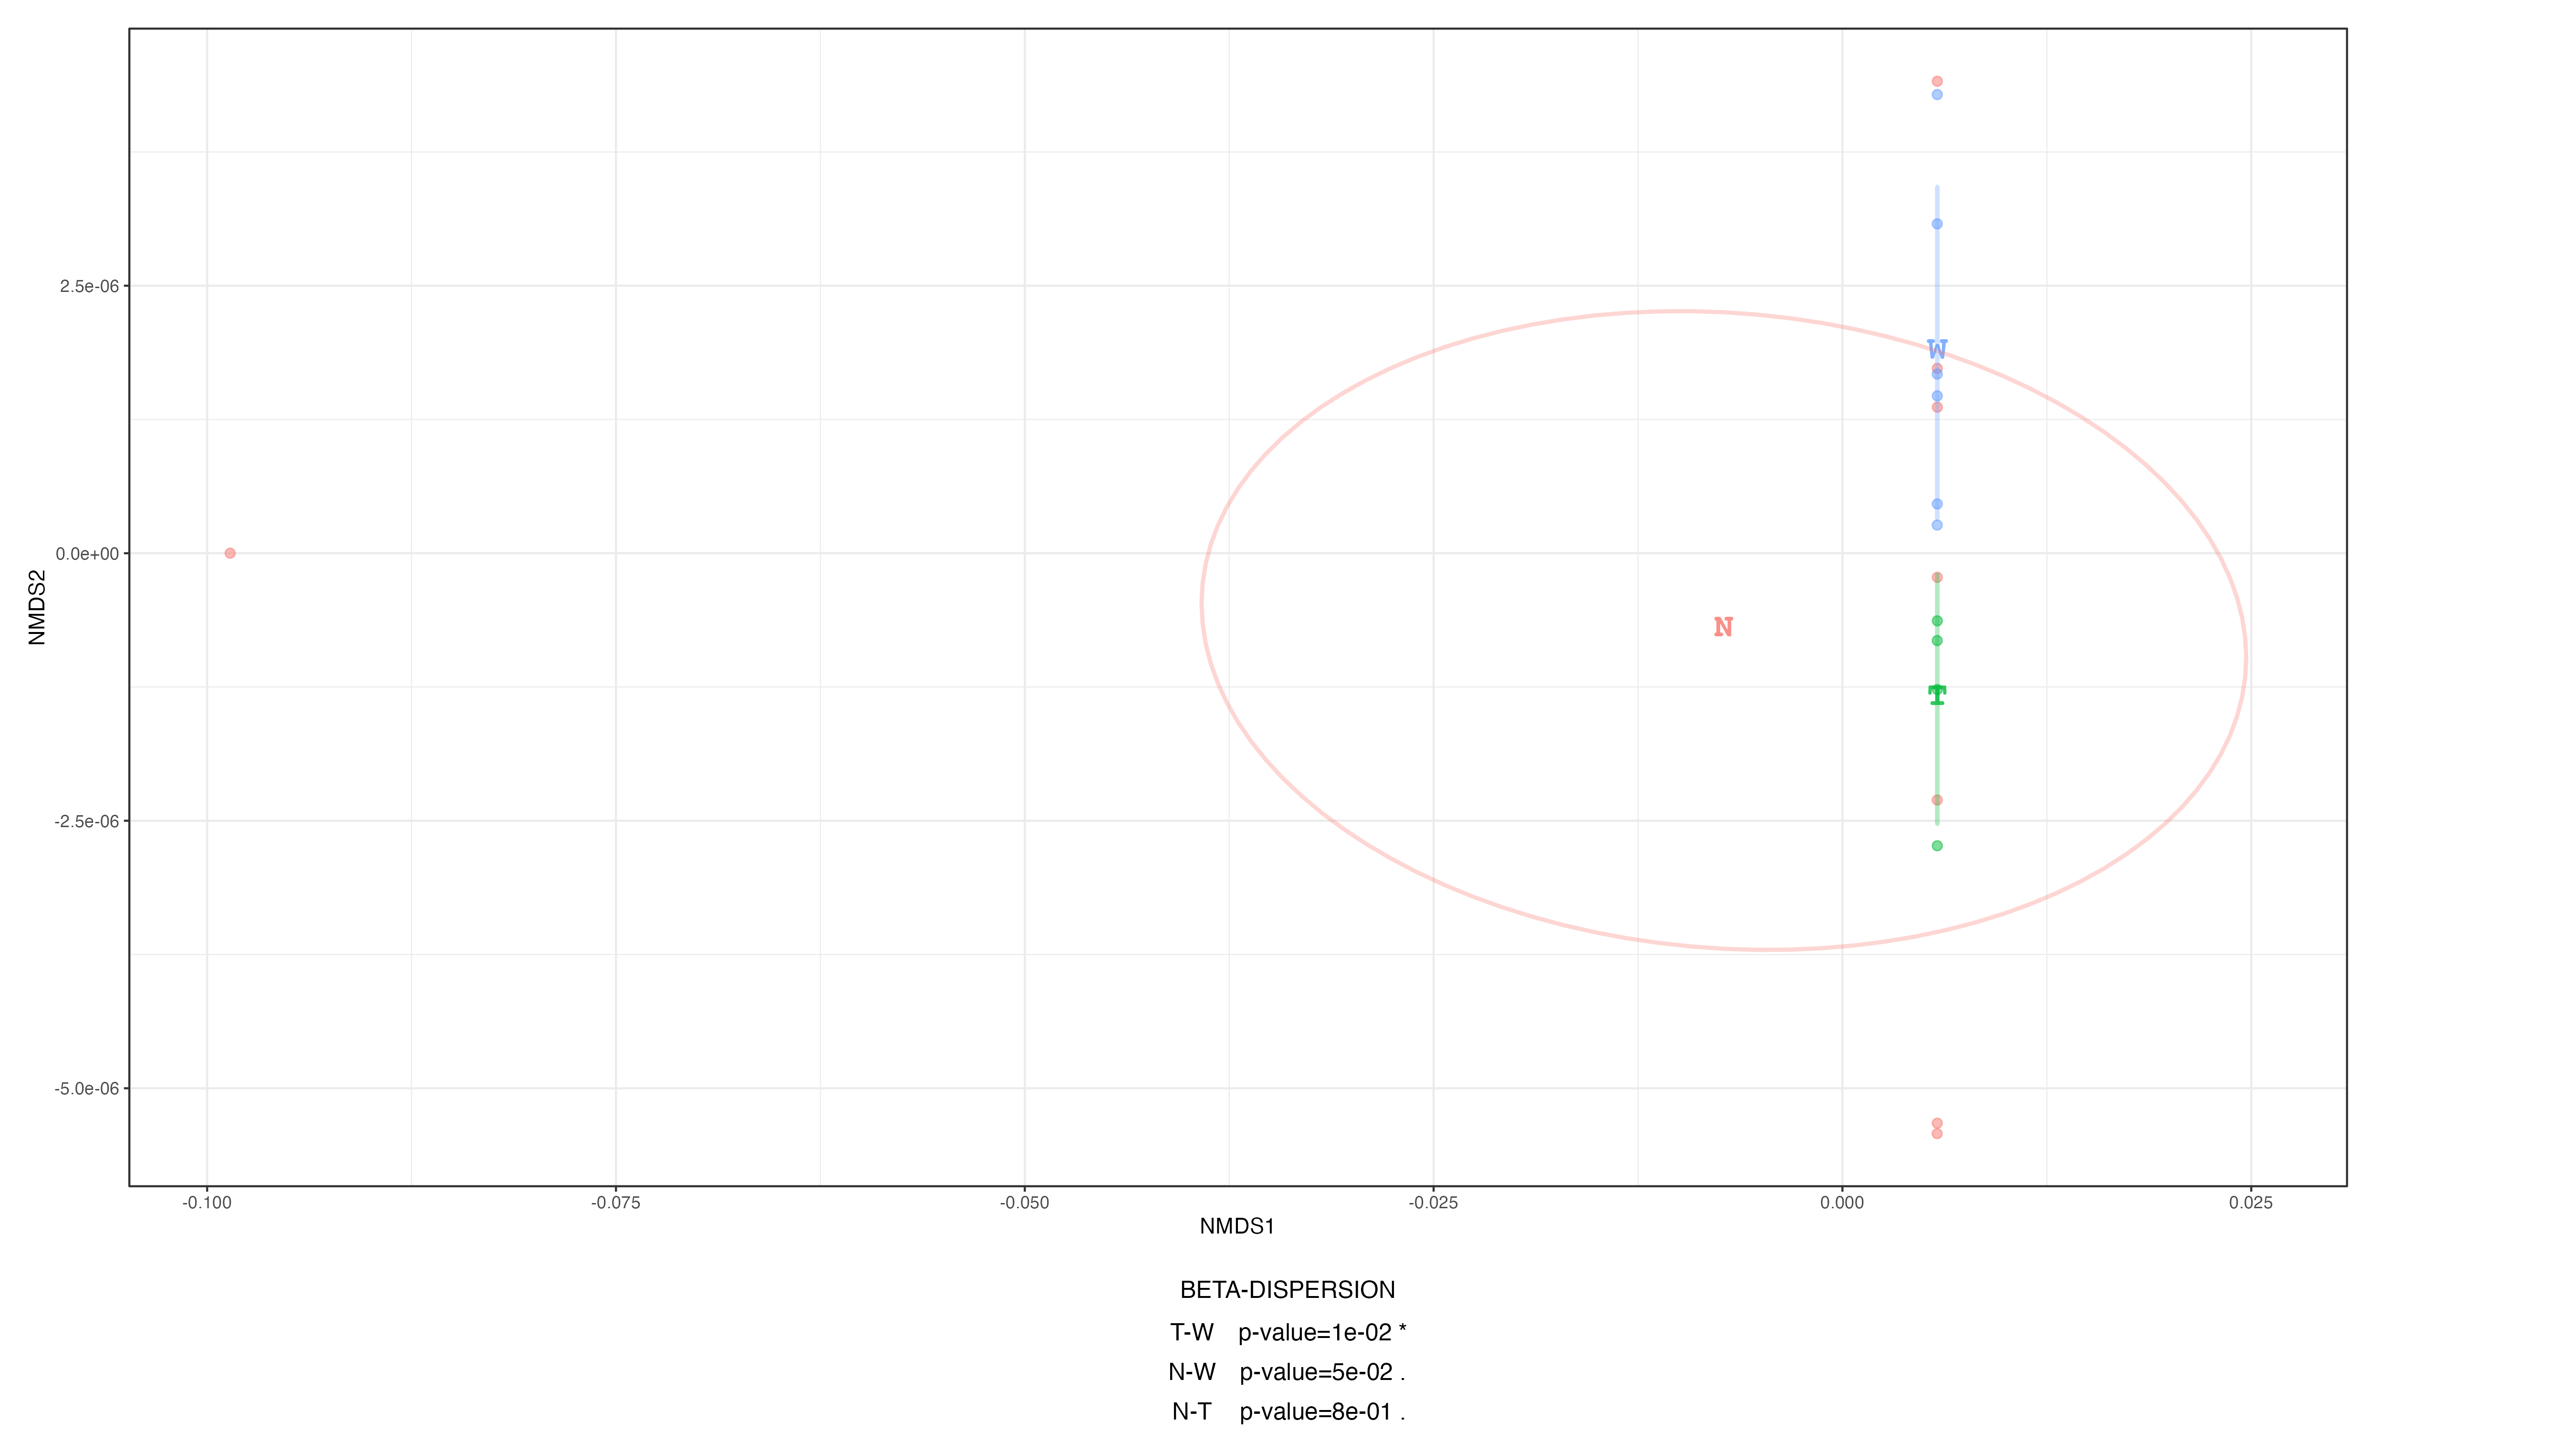 2.5e-06
0.0e+00
-2.5e-06
-5.0e-06
NMDS2
W
N
T
-0.100 -0.075 -0.050 -0.025 0.000 0.025
NMDS1
BETA-DISPERSION
T-W p-value=1e-02 *
N-W p-value=5e-02 .
N-T p-value=8e-01 .